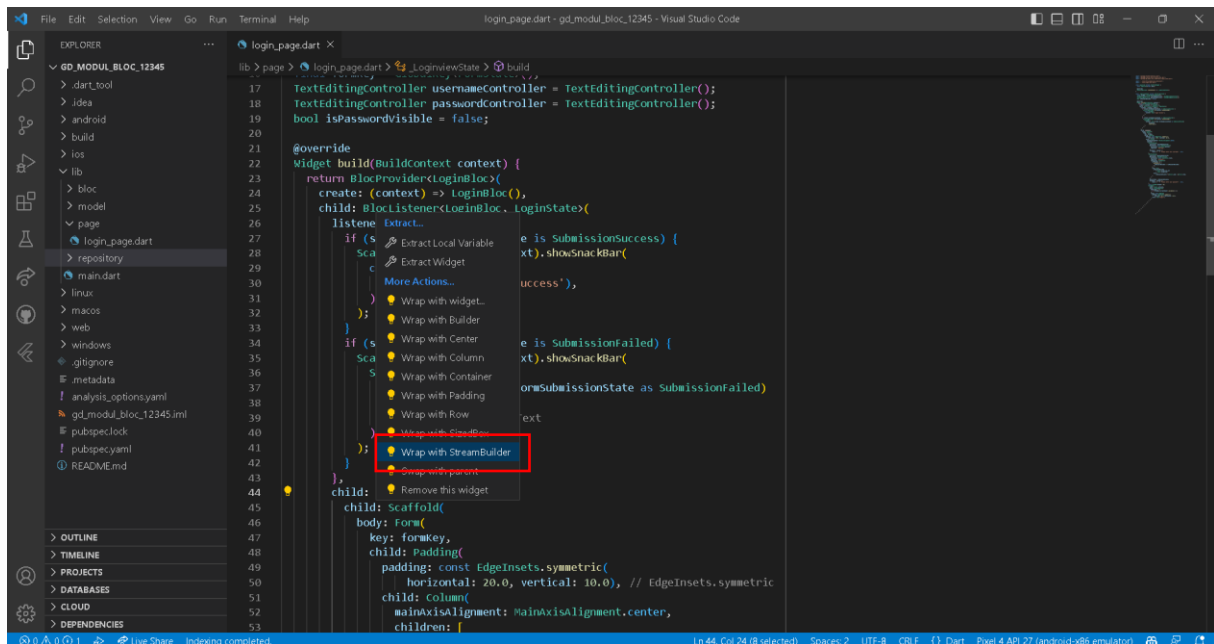 File Edit Selection View Go Run Terminal Help
login_page.dart - gd_modul_bloc_12345 - Visual Studio Code
EXPLORER
GD_MODUL_BLOC_12345
.dart_tool
.idea
android
build
ios
lib
bloc
model
page
login_page.dart
repository
main.dart
linux
macos
web
windows
.gitignore
.metadata
analysis_options.yaml
gd_modul_bloc_12345.iml
pubspec.lock
pubspec.yaml
README.md
OUTLINE
TIMELINE
PROJECTS
DATABASES
CLOUD
DEPENDENCIES
login_page.dart
lib > page > login_page.dart > _LoginviewState > build
17 TextEditingController usernameController = TextEditingController();
18 TextEditingController passwordController = TextEditingController();
19 bool isPasswordVisible = false;
20
21 @override
22 Widget build(BuildContext context) {
23 return BlocProvider<LoginBloc>(
24 create: (context) => LoginBloc(),
25 child: BlocListener<LoginBloc, LoginState>(
26 listene
27 if (s e is SubmissionSuccess) {
28 Sca xt).showSnackBar(
29 c
30 uccess'),
31 )
32 );
33 }
34 if (s e is SubmissionFailed) {
35 Sca xt).showSnackBar(
36 S
37 ormSubmissionState as SubmissionFailed)
38
39 ext
40 )
41 );
42 }
43 },
44 child:
45 child: Scaffold(
46 body: Form(
47 key: formKey,
48 child: Padding(
49 padding: const EdgeInsets.symmetric(
50 horizontal: 20.0, vertical: 10.0), // EdgeInsets.symmetric
51 child: Column(
52 mainAxisAlignment: MainAxisAlignment.center,
53 children: [
Extract...
Extract Local Variable
Extract Widget
More Actions...
Wrap with widget...
Wrap with Builder
Wrap with Center
Wrap with Column
Wrap with Container
Wrap with Padding
Wrap with Row
Wrap with SizedBox
Wrap with StreamBuilder
Swap with parent
Remove this widget
0 0 1 Live Share Indexing completed.
Ln 44, Col 24 (8 selected) Spaces: 2 UTF-8 CRLF {} Dart Pixel 4 API 27 (android-x86 emulator)